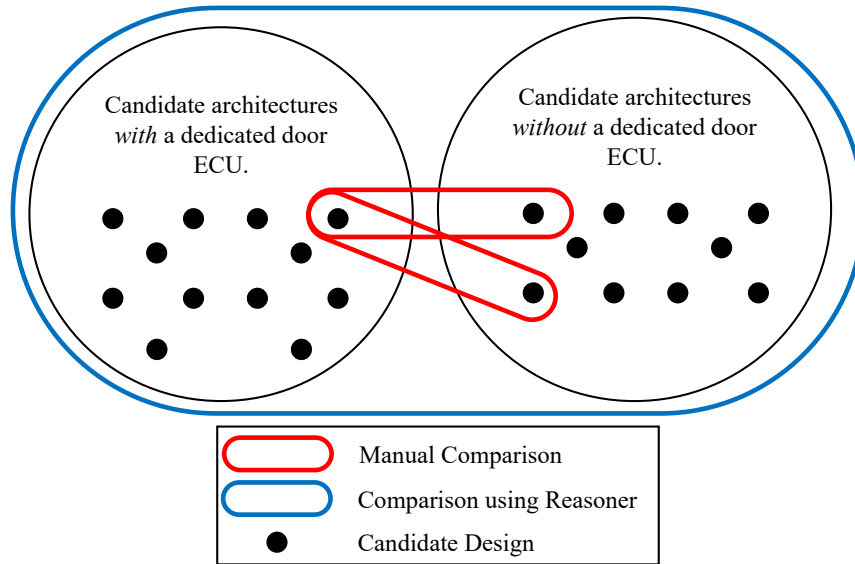 Candidate architectures
with a dedicated door
ECU.
Candidate architectures
without a dedicated door
ECU.
Manual Comparison
Comparison using Reasoner
Candidate Design